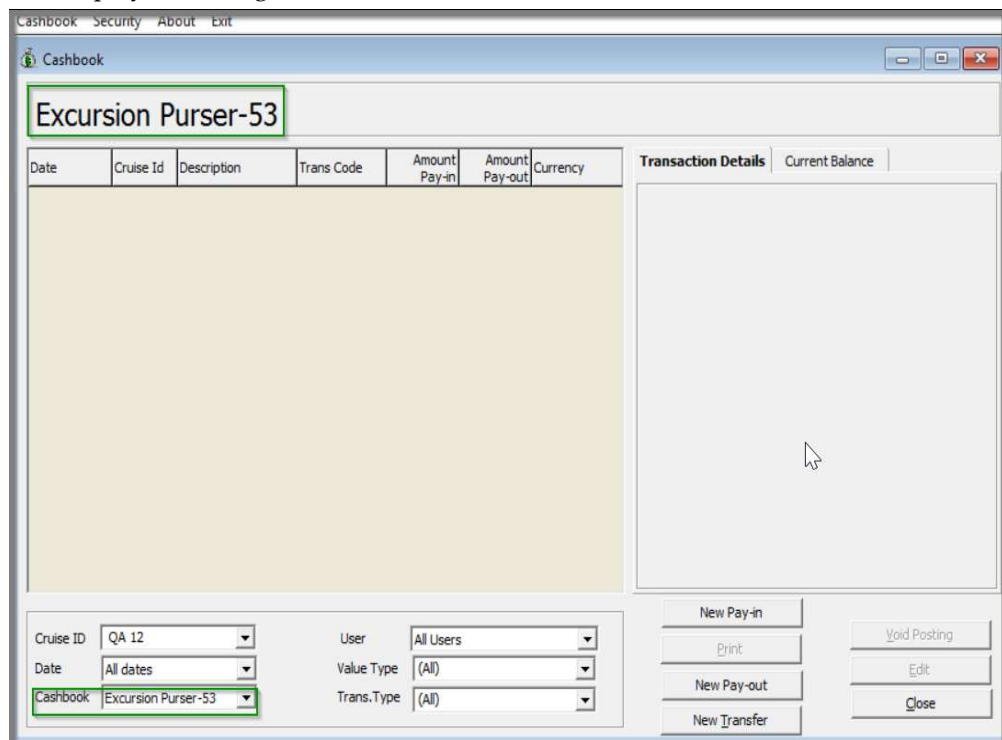 Cashbook Security About Exit
Cashbook
Excursion Purser-53
Date Cruise Id Description Trans Code Amount Pay-in Amount Pay-out Currency
Transaction Details Current Balance
Cruise ID QA 12 User All Users
Date All dates Value Type (All)
Cashbook Excursion Purser-53 Trans.Type (All)
New Pay-in
Print
New Pay-out
New Transfer
Void Posting
Edit
Close